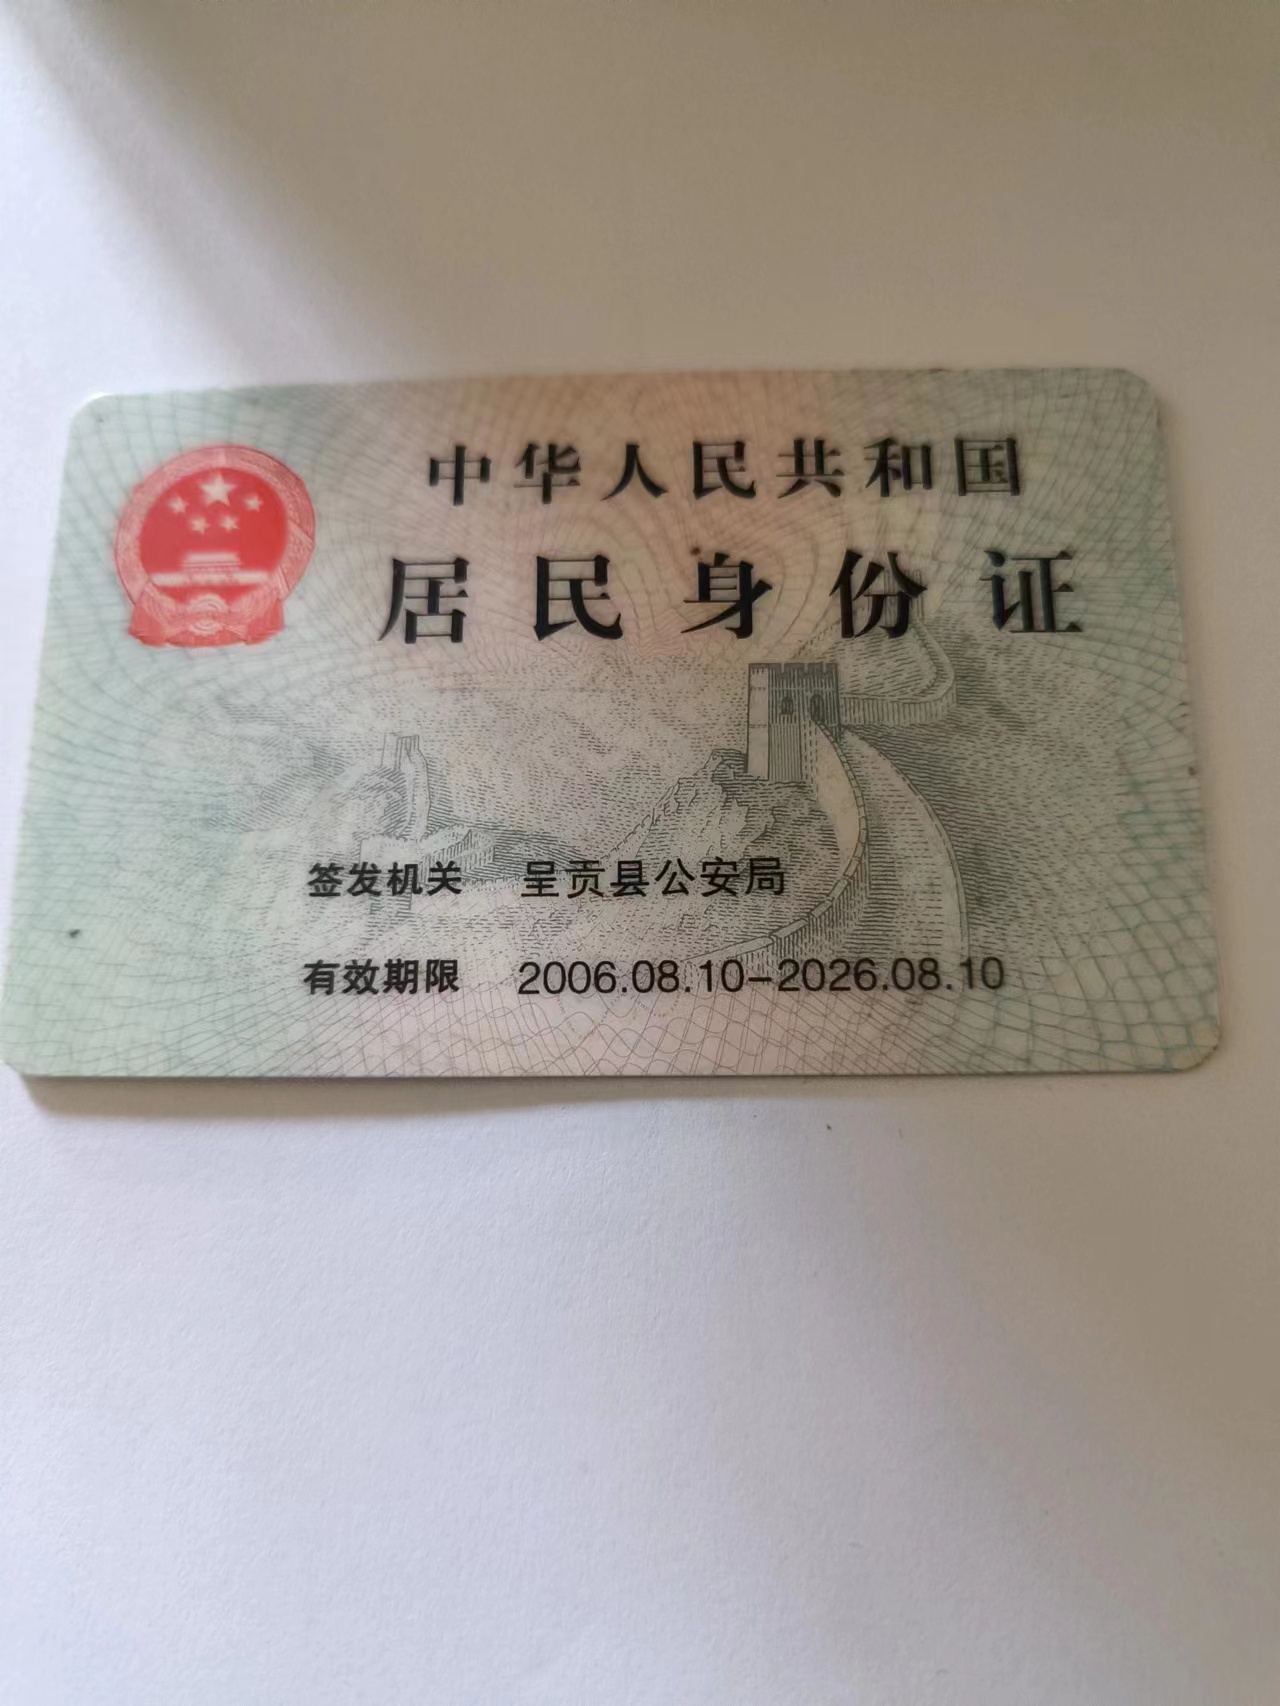 中华人民共和国
居民身份证
签发机关 呈贡县公安局
有效期限 2006.08.10-2026.08.10